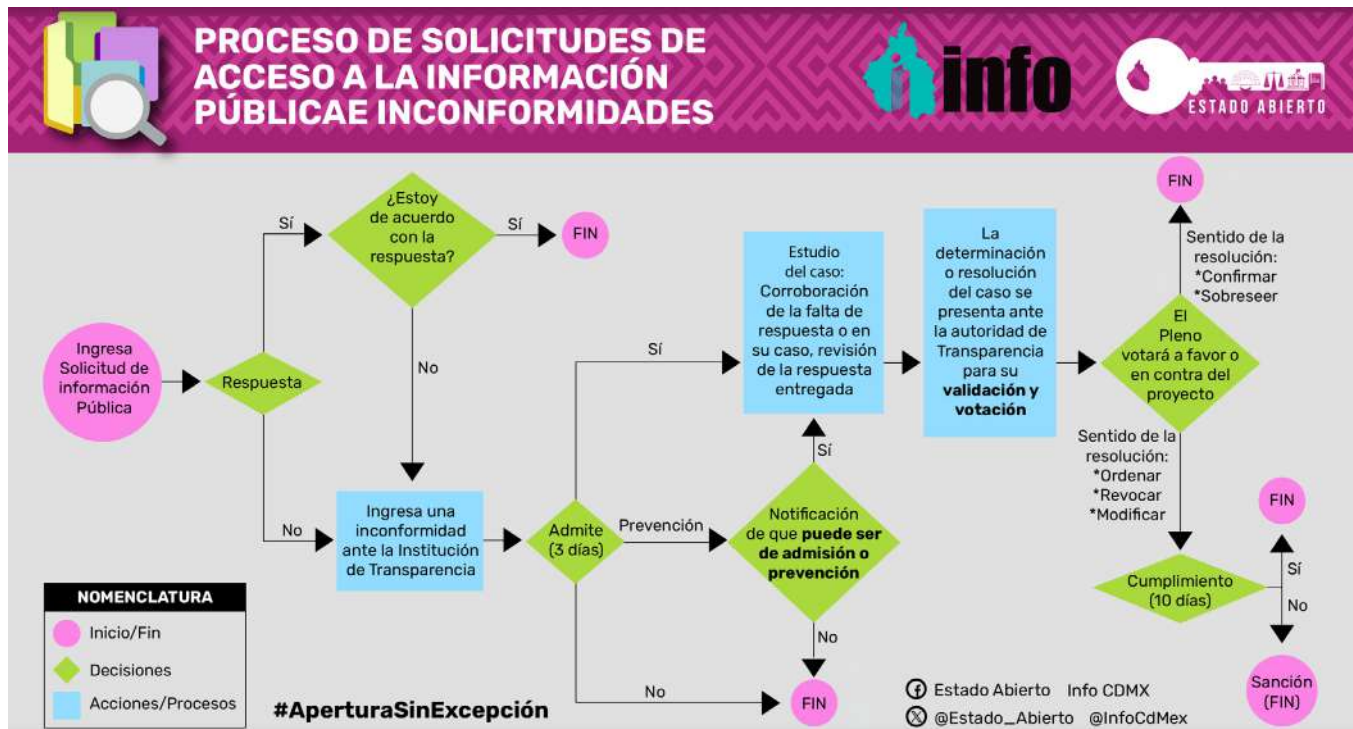 PROCESO DE SOLICITUDES DE
ACCESO A LA INFORMACIÓN
PÚBLICAE INCONFORMIDADES
info
ESTADO ABIERTO
Ingresa
Solicitud de
información
Pública
Respuesta
Sí
¿Estoy
de acuerdo
con la
respuesta?
Sí
FIN
No
No
Ingresa una
inconformidad
ante la Institución
de Transparencia
Admite
(3 días)
Sí
Prevención
No
Notificación
de que puede ser
de admisión o
prevención
Sí
No
FIN
Estudio
del caso:
Corroboración
de la falta de
respuesta o en
su caso, revisión
de la respuesta
entregada
La
determinación
o resolución
del caso se
presenta ante
la autoridad de
Transparencia
para su
validación y
votación
El
Pleno
votará a favor o
en contra del
proyecto
Sentido de la
resolución:
*Confirmar
*Sobreseer
FIN
Sentido de la
resolución:
*Ordenar
*Revocar
*Modificar
Cumplimiento
(10 días)
Sí
FIN
No
Sanción
(FIN)
NOMENCLATURA
Inicio/Fin
Decisiones
Acciones/Procesos
#AperturaSinExcepción
Estado Abierto Info CDMX
@Estado_Abierto @InfoCdMex